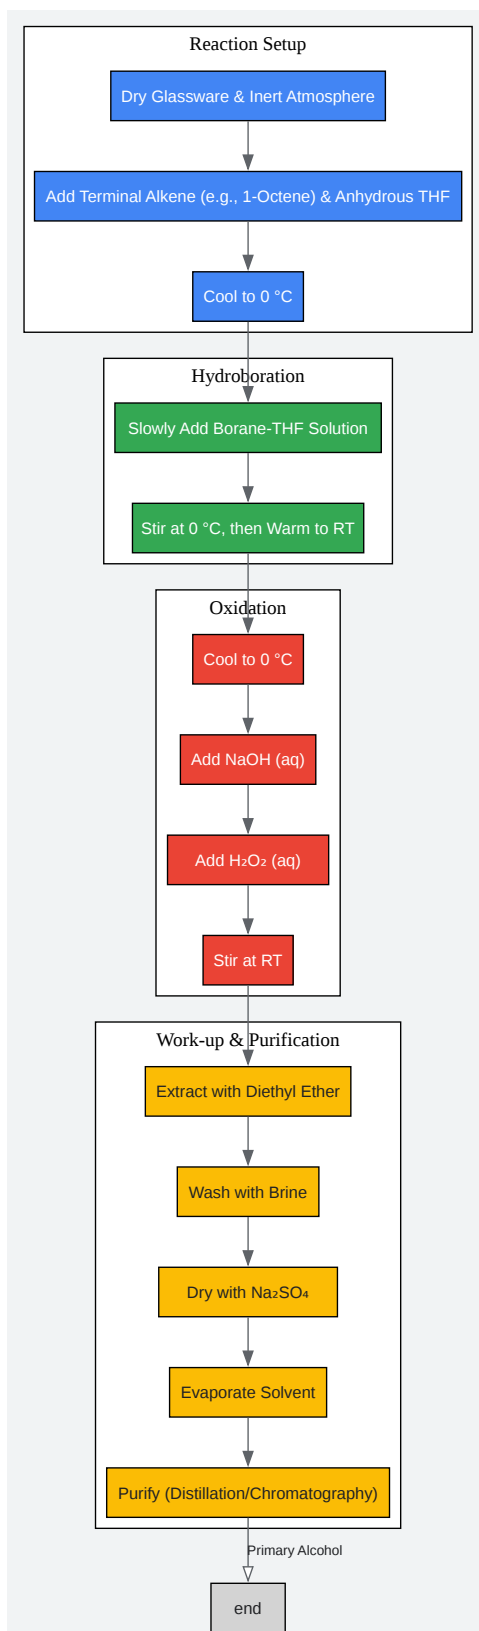 Reaction Setup
Dry Glassware & Inert Atmosphere
Add Terminal Alkene (e.g., 1-Octene) & Anhydrous THF
Cool to 0 °C
Hydroboration
Slowly Add Borane-THF Solution
Stir at 0 °C, then Warm to RT
Oxidation
Cool to 0 °C
Add NaOH (aq)
Add H₂O₂ (aq)
Stir at RT
Work-up & Purification
Extract with Diethyl Ether
Wash with Brine
Dry with Na₂SO₄
Evaporate Solvent
Purify (Distillation/Chromatography)
Primary Alcohol
end